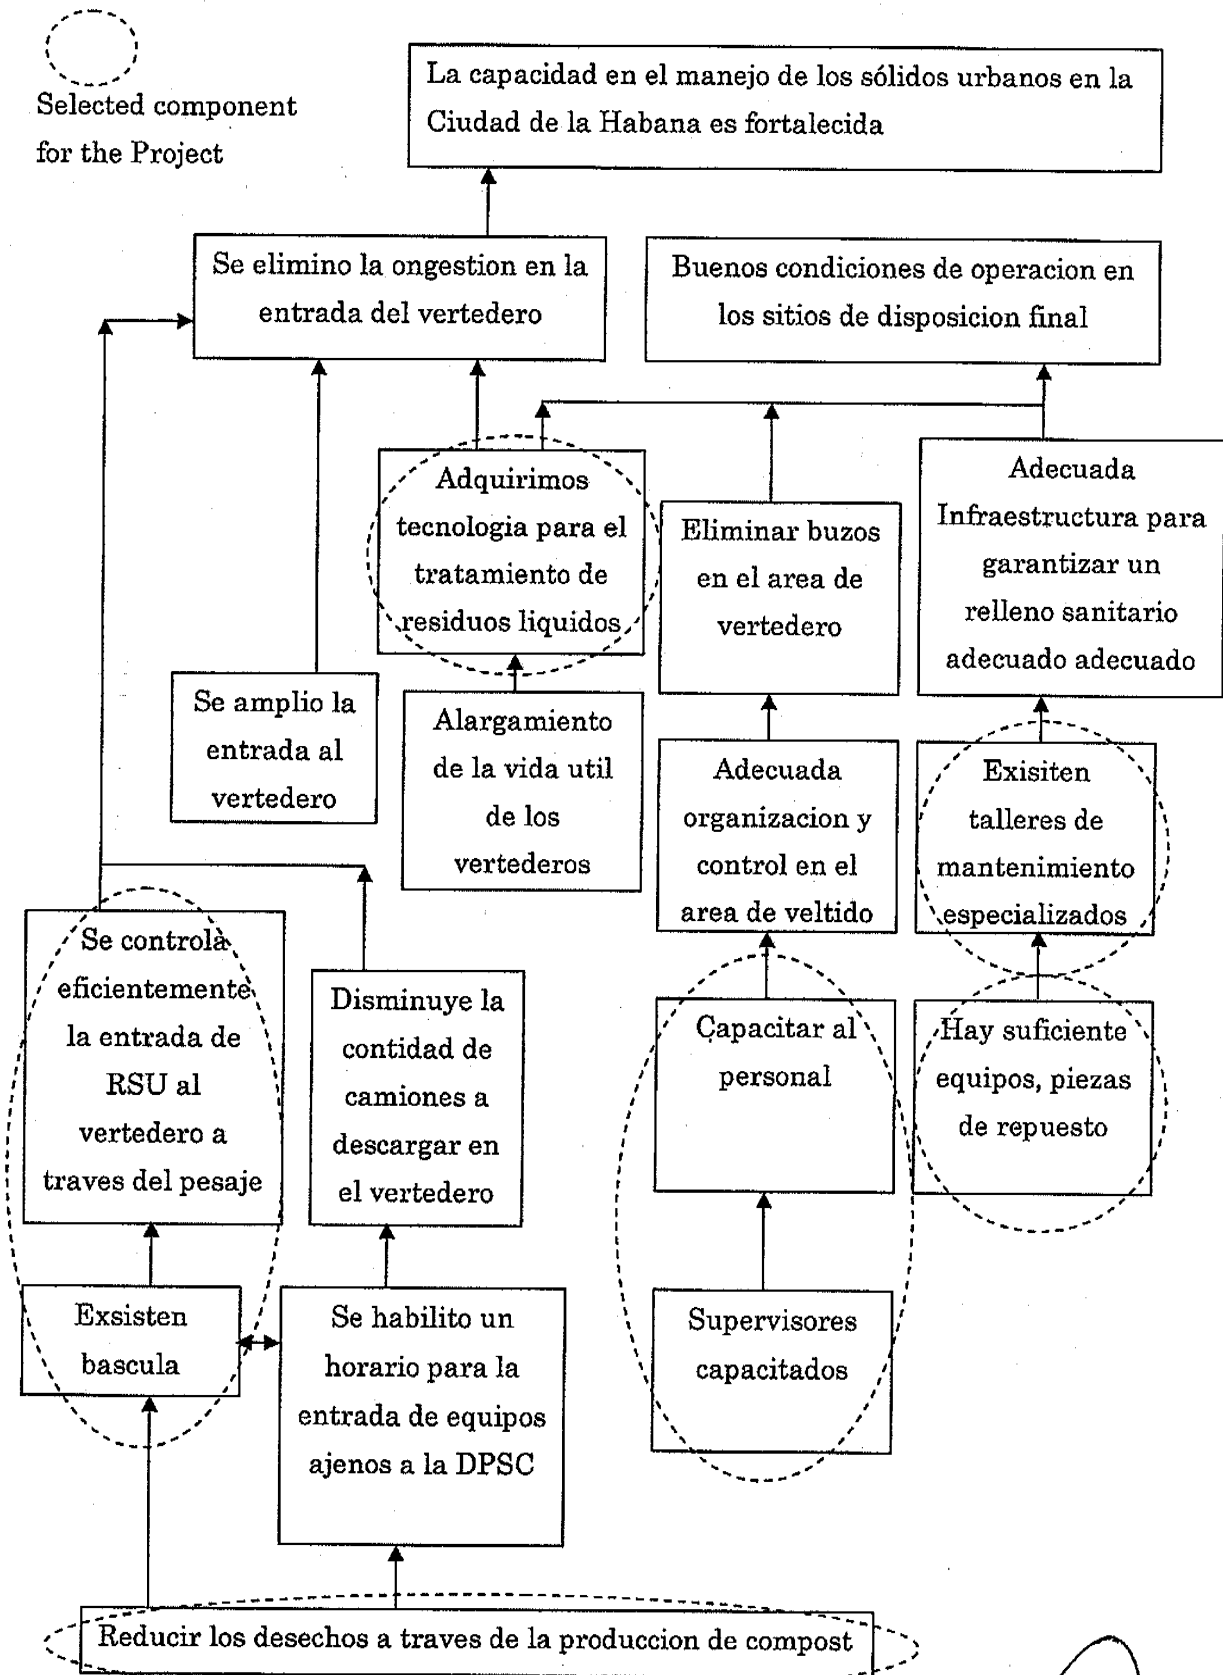 Selected component
for the Project
La capacidad en el manejo de los sólidos urbanos en la
Ciudad de la Habana es fortalecida
Se elimino la ongestion en la
entrada del vertedero
Buenos condiciones de operacion en
los sitios de disposicion final
Adquirimos
tecnologia para el
tratamiento de
residuos liquidos
Eliminar buzos
en el area de
vertedero
Adecuada
Infraestructura para
garantizar un
relleno sanitario
adecuado adecuado
Se amplio la
entrada al
vertedero
Alargamiento
de la vida util
de los
vertederos
Adecuada
organizacion y
control en el
area de veltido
Exisiten
talleres de
mantenimiento
especializados
Se controla
eficientemente
la entrada de
RSU al
vertedero a
traves del pesaje
Disminuye la
contidad de
camiones a
descargar en
el vertedero
Capacitar al
personal
Hay suficiente
equipos, piezas
de repuesto
Exsisten
bascula
Se habilito un
horario para la
entrada de equipos
ajenos a la DPSC
Supervisores
capacitados
Reducir los desechos a traves de la produccion de compost